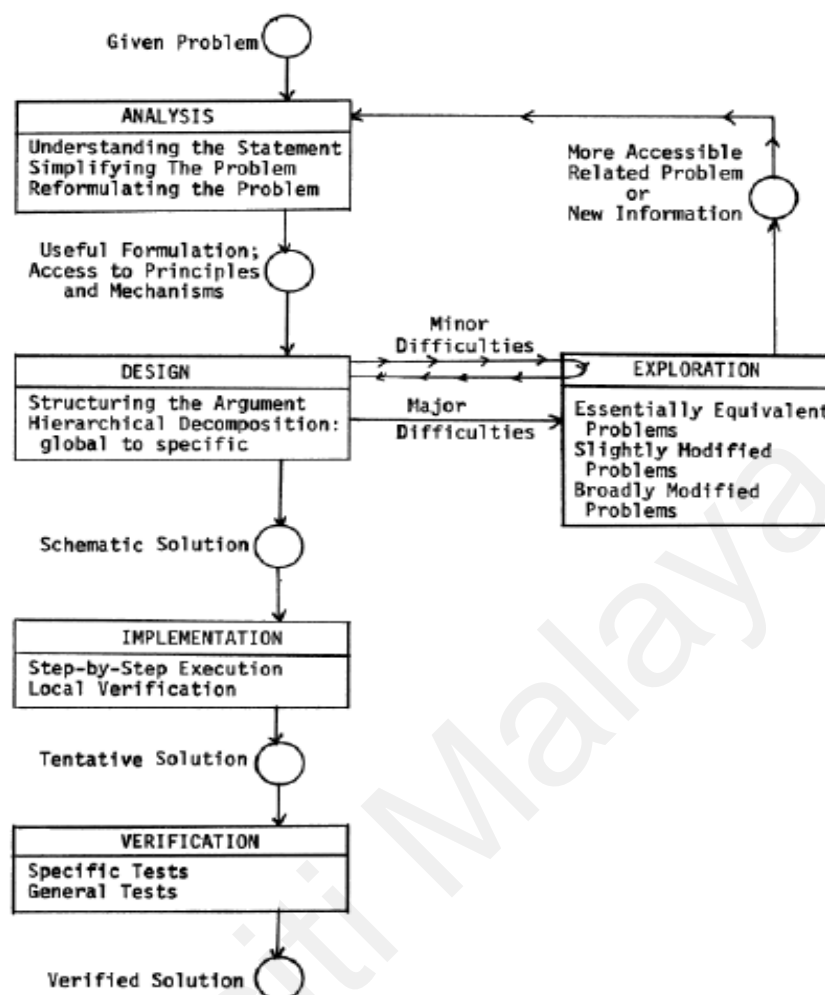 Given Problem
ANALYSIS
Understanding the Statement
Simplifying The Problem
Reformulating the Problem
More Accessible
Related Problem
or
New Information
Useful Formulation;
Access to Principles
and Mechanisms
Minor
Difficulties
DESIGN
Structuring the Argument
Hierarchical Decomposition:
global to specific
Major
Difficulties
EXPLORATION
Essentially Equivalent
Problems
Slightly Modified
Problems
Broadly Modified
Problems
Schematic Solution
IMPLEMENTATION
Step-by-Step Execution
Local Verification
Tentative Solution
VERIFICATION
Specific Tests
General Tests
Verified Solution
iti Malaya